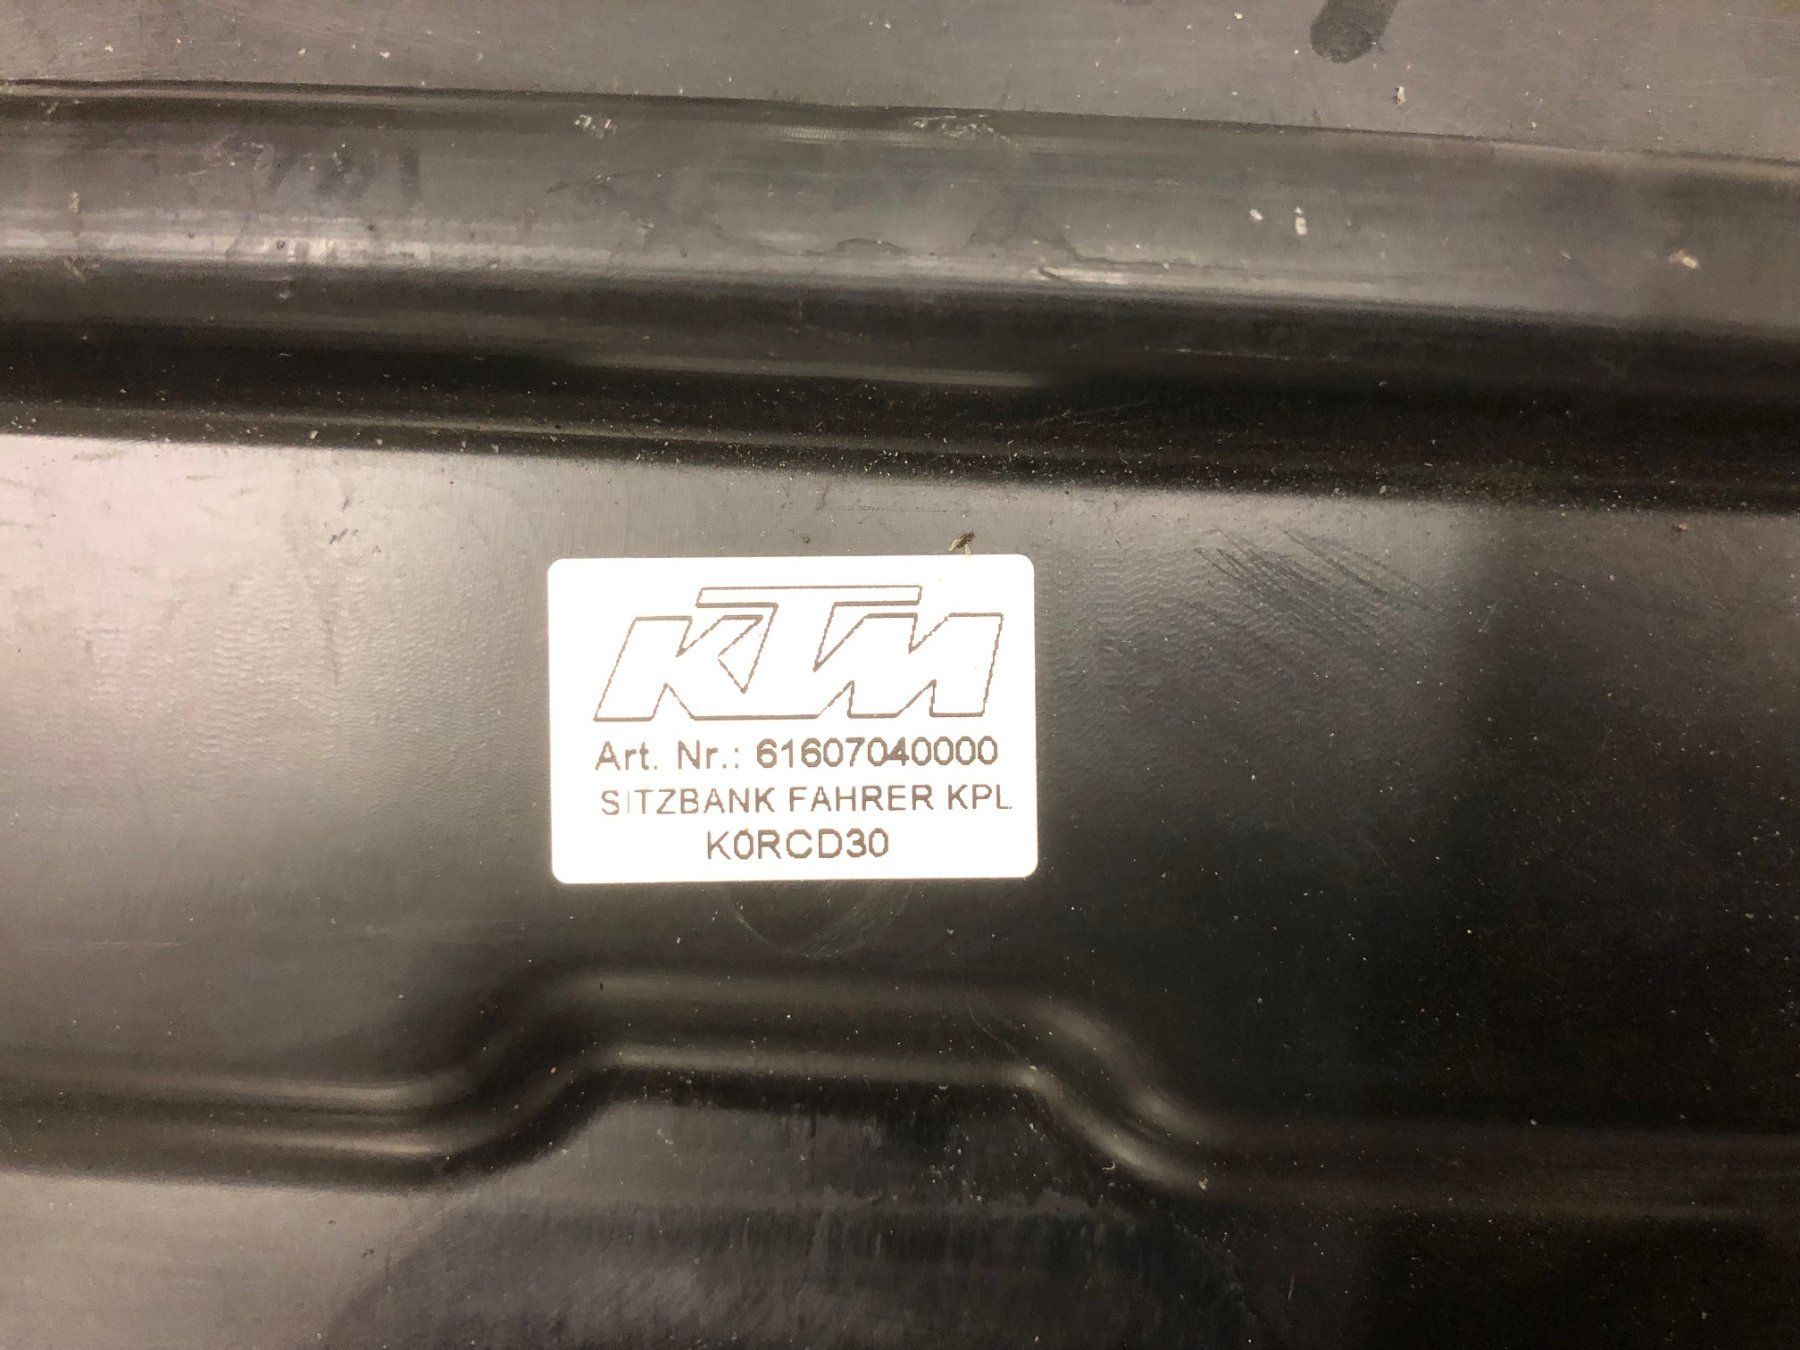 KTM
Art. Nr.: 61607040000
SITZBANK FAHRER KPL
K0RCD30